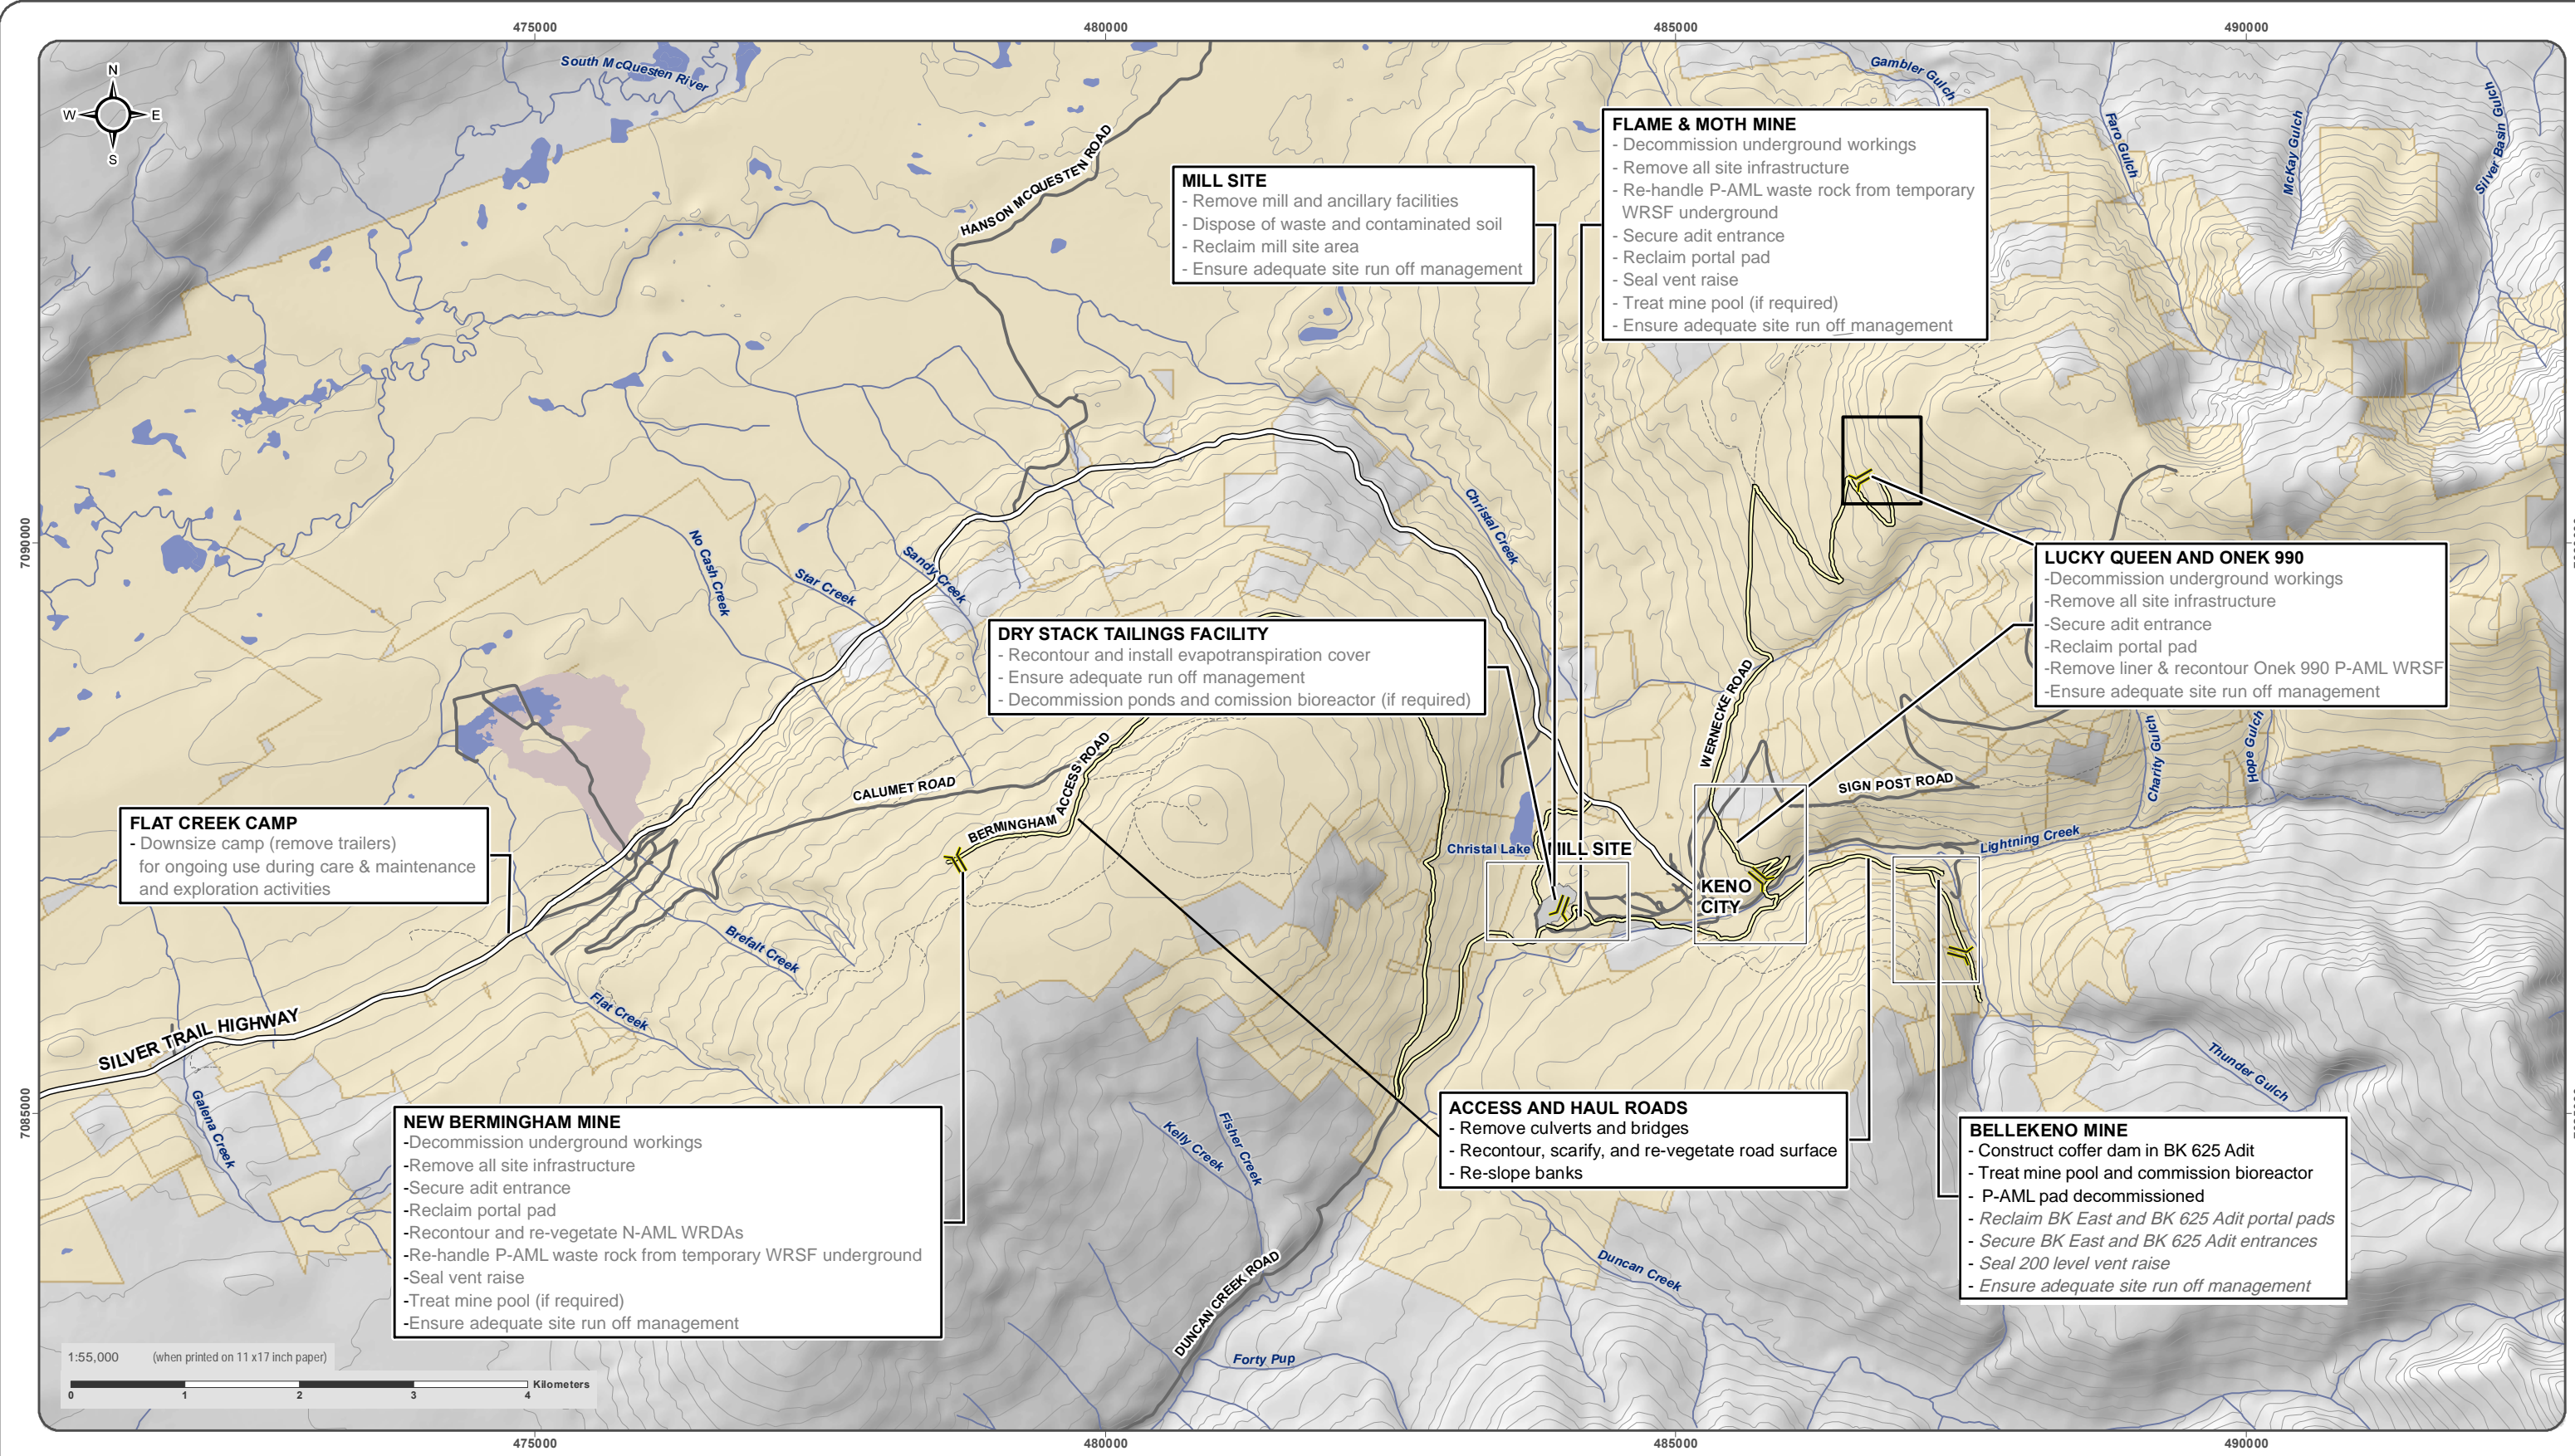 475000
480000
485000
490000
N
W
E
S
South McQuesten River
HANSON MCQUESTEN ROAD
Gambler Gulch
Faro Gulch
McKay Gulch
Silver Basin Gulch
MILL SITE
- Remove mill and ancillary facilities
- Dispose of waste and contaminated soil
- Reclaim mill site area
- Ensure adequate site run off management
FLAME & MOTH MINE
- Decommission underground workings
- Remove all site infrastructure
- Re-handle P-AML waste rock from temporary
WRSF underground
- Secure adit entrance
- Reclaim portal pad
- Seal vent raise
- Treat mine pool (if required)
- Ensure adequate site run off management
7090000
No Cash Creek
Star Creek
Sandy Creek
Christal Creek
LUCKY QUEEN AND ONEK 990
-Decommission underground workings
-Remove all site infrastructure
-Secure adit entrance
-Reclaim portal pad
-Remove liner & recontour Onek 990 P-AML WRSF
-Ensure adequate site run off management
DRY STACK TAILINGS FACILITY
- Recontour and install evapotranspiration cover
- Ensure adequate run off management
- Decommission ponds and comission bioreactor (if required)
WERNECKE ROAD
SIGN POST ROAD
Charity Gulch
Hope Gulch
CALUMET ROAD
BERMINGHAM ACCESS ROAD
FLAT CREEK CAMP
- Downsize camp (remove trailers)
for ongoing use during care & maintenance
and exploration activities
Christal Lake
MILL SITE
Lightning Creek
KENO
CITY
Brefalt Creek
Flat Creek
SILVER TRAIL HIGHWAY
Galena Creek
7085000
Thunder Gulch
NEW BERMINGHAM MINE
-Decommission underground workings
-Remove all site infrastructure
-Secure adit entrance
-Reclaim portal pad
-Recontour and re-vegetate N-AML WRDAs
-Re-handle P-AML waste rock from temporary WRSF underground
-Seal vent raise
-Treat mine pool (if required)
-Ensure adequate site run off management
Kelly Creek
Fisher Creek
ACCESS AND HAUL ROADS
- Remove culverts and bridges
- Recontour, scarify, and re-vegetate road surface
- Re-slope banks
BELLEKENO MINE
- Construct coffer dam in BK 625 Adit
- Treat mine pool and commission bioreactor
- P-AML pad decommissioned
- Reclaim BK East and BK 625 Adit portal pads
- Secure BK East and BK 625 Adit entrances
- Seal 200 level vent raise
- Ensure adequate site run off management
Duncan Creek
DUNCAN CREEK ROAD
Forty Pup
1:55,000 (when printed on 11 x17 inch paper)
Kilometers
0 1 2 3 4
475000
480000
485000
490000